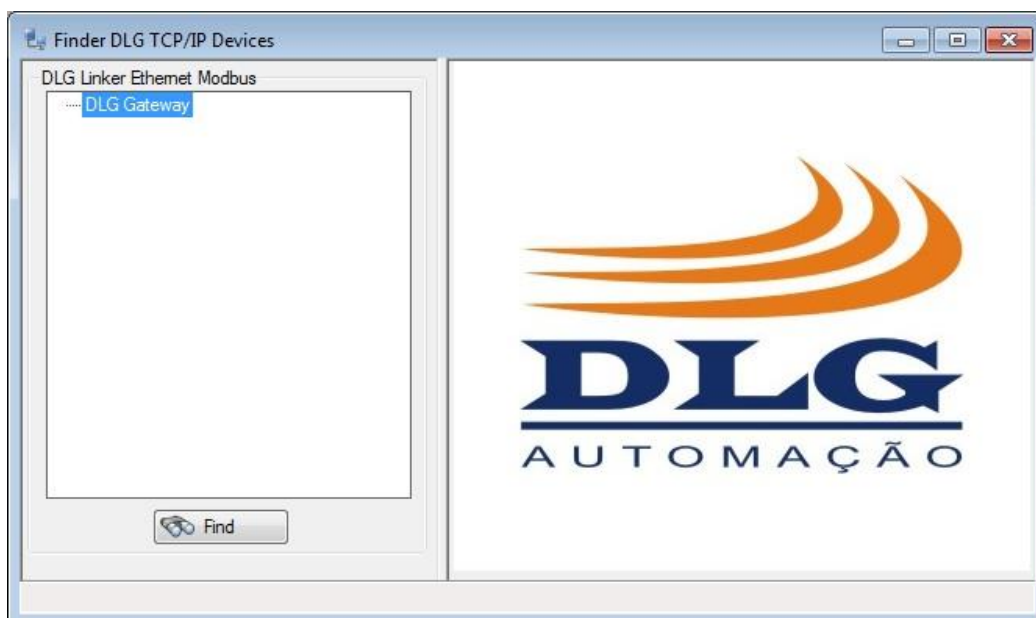 Finder DLG TCP/IP Devices
DLG Linker Ethernet Modbus
DLG Gateway
Find
DLG
AUTOMAÇÃO